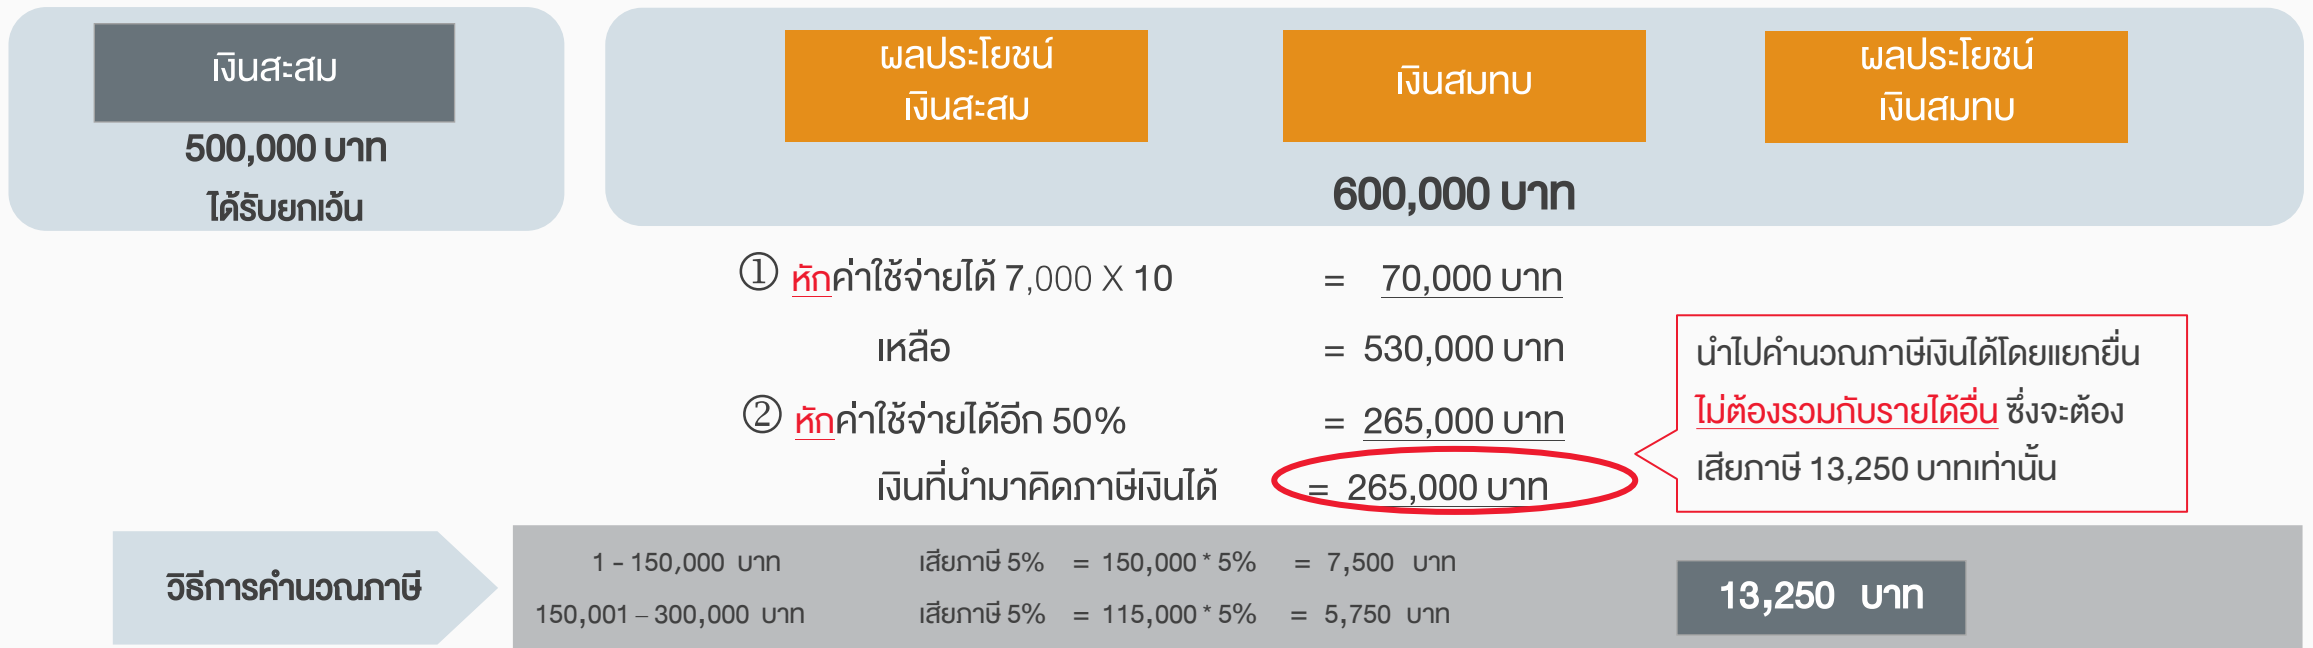 เงินสะสม
500,000 บาท
ได้รับยกเว้น
ผลประโยชน์
เงินสะสม
เงินสมทบ
ผลประโยชน์
เงินสมทบ
600,000 บาท
① หักค่าใช้จ่ายได้ 7,000 X 10 = 70,000 บาท
เหลือ = 530,000 บาท
② หักค่าใช้จ่ายได้อีก 50% = 265,000 บาท
เงินที่นำมาคิดภาษีเงินได้ = 265,000 บาท
นำไปคำนวณภาษีเงินได้โดยแยกยื่น
ไม่ต้องรวมกับรายได้อื่น ซึ่งจะต้อง
เสียภาษี 13,250 บาทเท่านั้น
วิธีการคำนวณภาษี
1 - 150,000 บาท เสียภาษี 5% = 150,000 * 5% = 7,500 บาท
150,001 – 300,000 บาท เสียภาษี 5% = 115,000 * 5% = 5,750 บาท
13,250 บาท